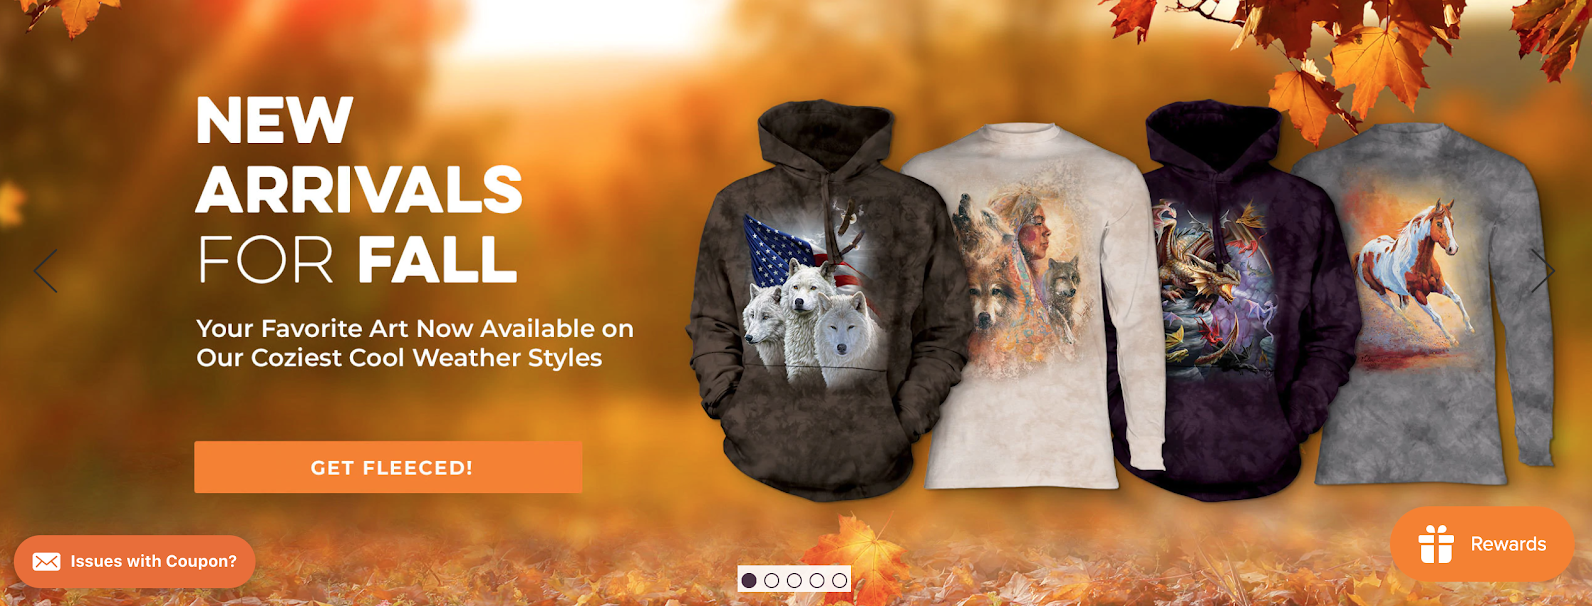 NEW
ARRIVALS
FOR FALL
Your Favorite Art Now Available on
Our Coziest Cool Weather Styles
GET FLEECED!
Issues with Coupon?
Rewards